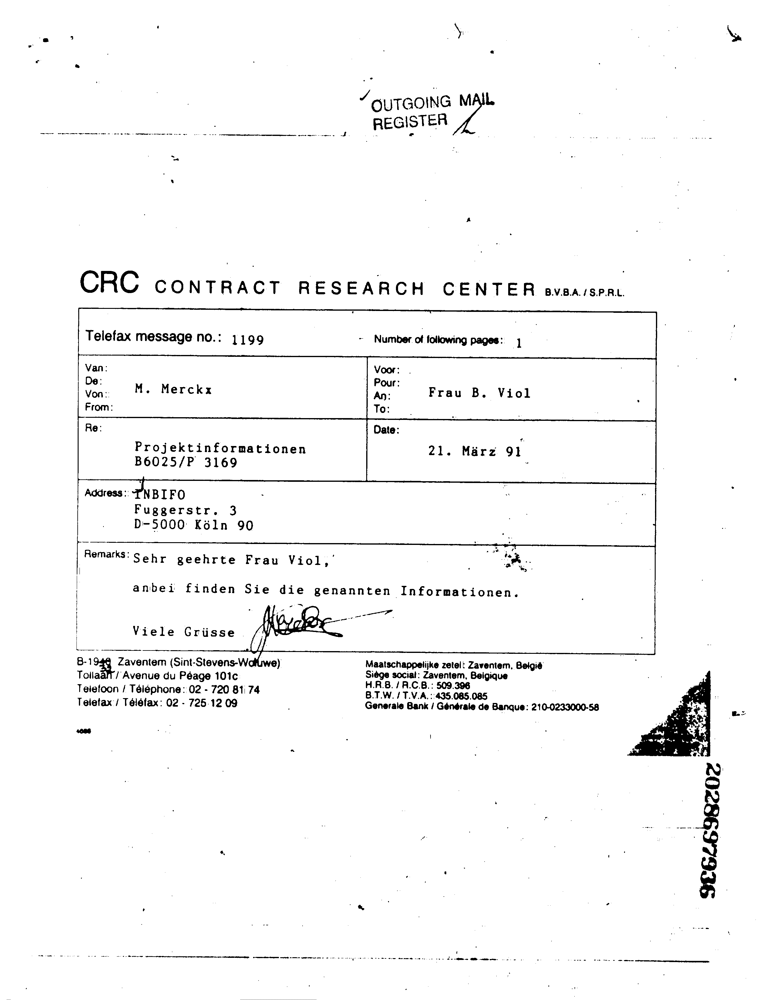 OUTGOING MAIL
REGISTER
CRC CONTRACT RESEARCH CENTER B.V.B.A. / S.P.R.L.
Telefax message no.: 1199
Number of following pages: 1
Van:
De:
Von:
From:
M. Merckx
Voor:
Pour:
An:
To:
Frau B. Viol
Re:
Projektinformationen
B6025/P 3169
Date:
21. März 91
Address: INBIFO
Fuggerstr. 3
D-5000 Köln 90
Remarks: Sehr geehrte Frau Viol,
anbei finden Sie die genannten Informationen.
Viele Grüsse
Zaventem (Sint-Stevens-Woluwe)
Tollaan / Avenue du Péage 101c
Telefoon / Téléphone: 02 - 720 81 74
Telefax / Téléfax: 02 - 725 12 09
Maatschappelijke zetel: Zaventem, België
Siège social: Zaventem, Belgique
H.R.B. / R.C.B.: 509.396
B.T.W. / T.V.A.: 435.085.085
Generale Bank / Générale de Banque: 210-0233000-58
2028697936